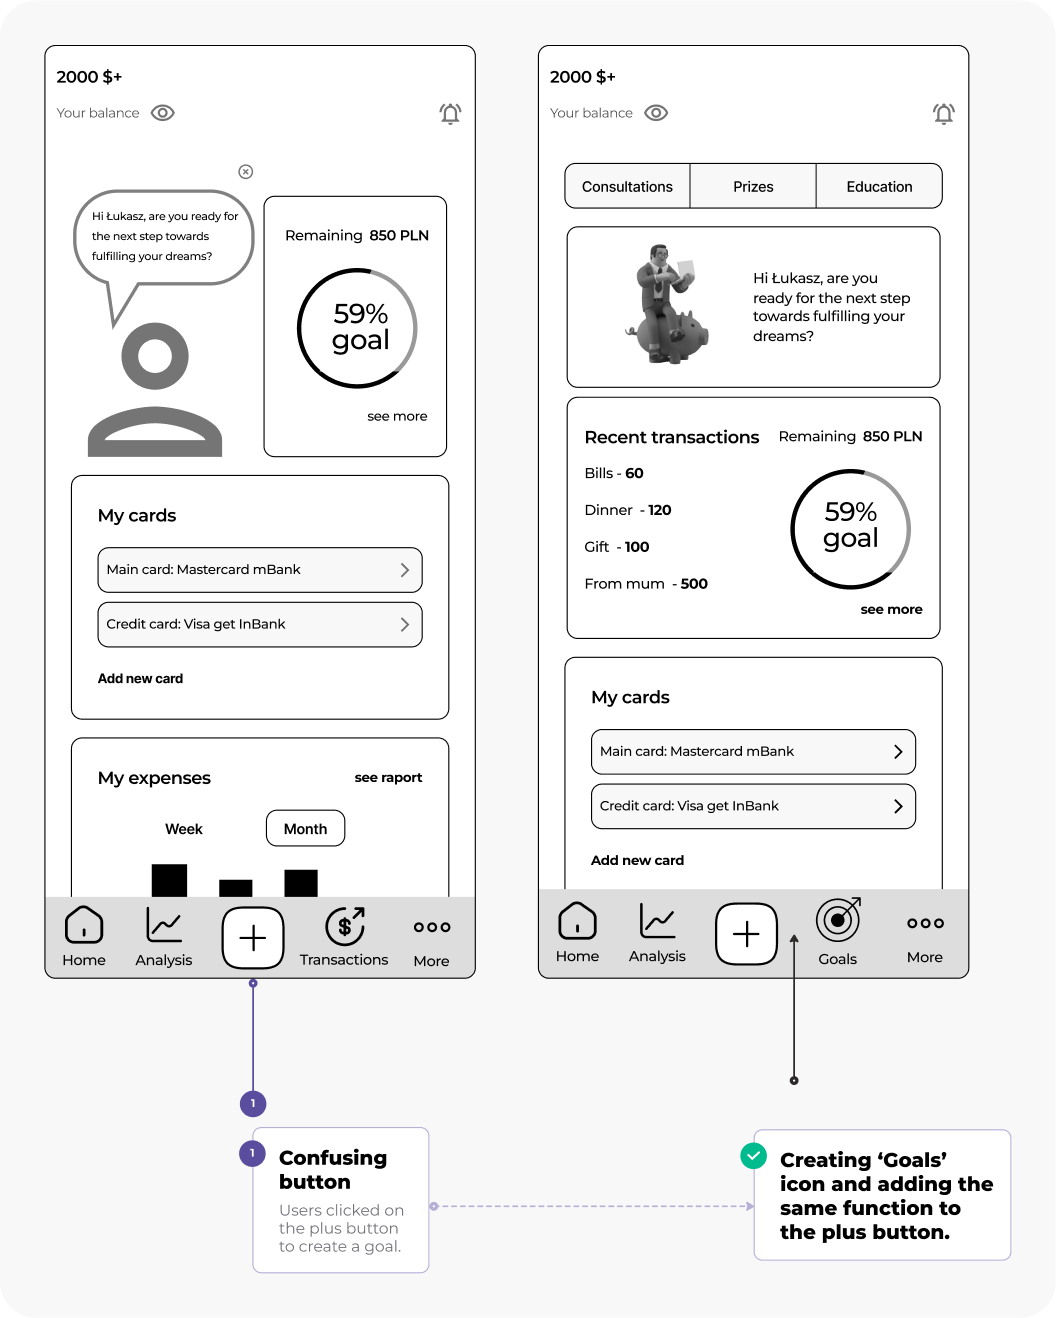 2000 $+
Your balance
Hi Łukasz, are you ready for
the next step towards
fulfilling your dreams?
Remaining 850 PLN
59%
goal
see more
My cards
Main card: Mastercard mBank
Credit card: Visa get InBank
Add new card
My expenses see raport
Week Month
Home Analysis Transactions More
2000 $+
Your balance
Consultations Prizes Education
Hi Łukasz, are you
ready for the next step
towards fulfilling your
dreams?
Recent transactions Remaining 850 PLN
Bills - 60
Dinner - 120
Gift - 100
From mum - 500
59%
goal
see more
My cards
Main card: Mastercard mBank
Credit card: Visa get InBank
Add new card
Home Analysis Goals More
1
1
Confusing
button
Users clicked on
the plus button
to create a goal.
Creating ‘Goals’
icon and adding the
same function to
the plus button.